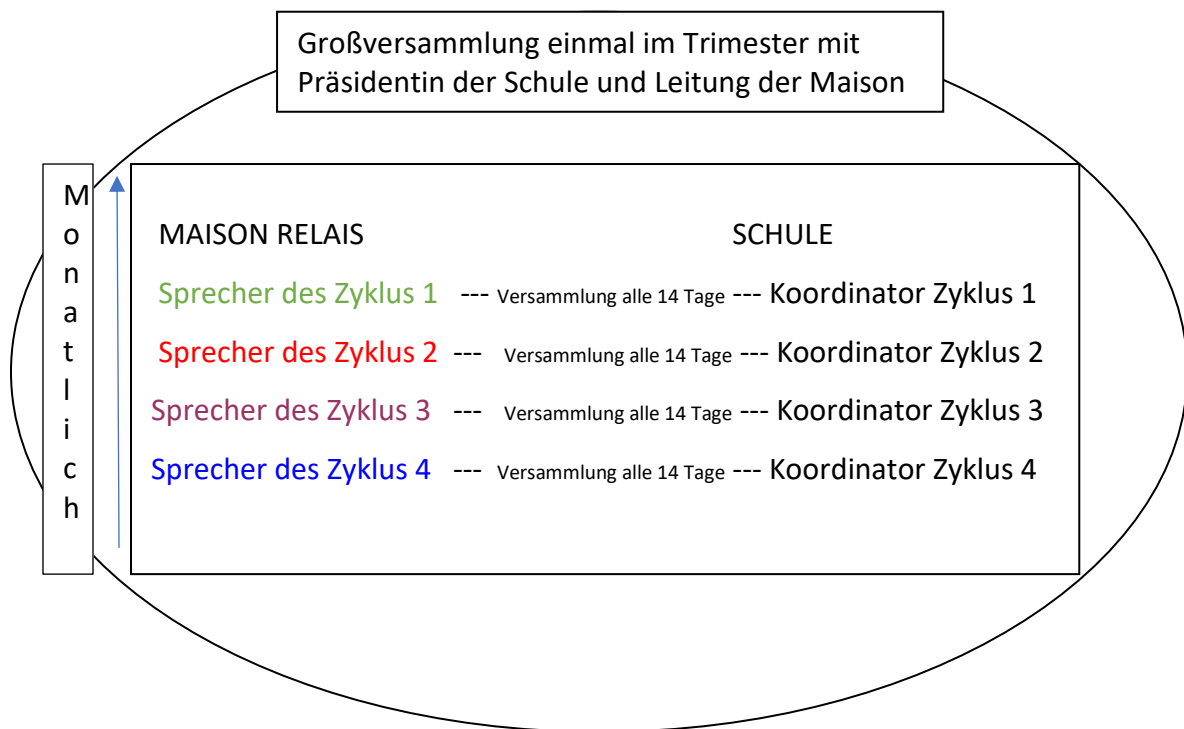 Großversammlung einmal im Trimester mit
Präsidentin der Schule und Leitung der Maison
Monatlich
MAISON RELAIS SCHULE
Sprecher des Zyklus 1 --- Versammlung alle 14 Tage --- Koordinator Zyklus 1
Sprecher des Zyklus 2 --- Versammlung alle 14 Tage --- Koordinator Zyklus 2
Sprecher des Zyklus 3 --- Versammlung alle 14 Tage --- Koordinator Zyklus 3
Sprecher des Zyklus 4 --- Versammlung alle 14 Tage --- Koordinator Zyklus 4